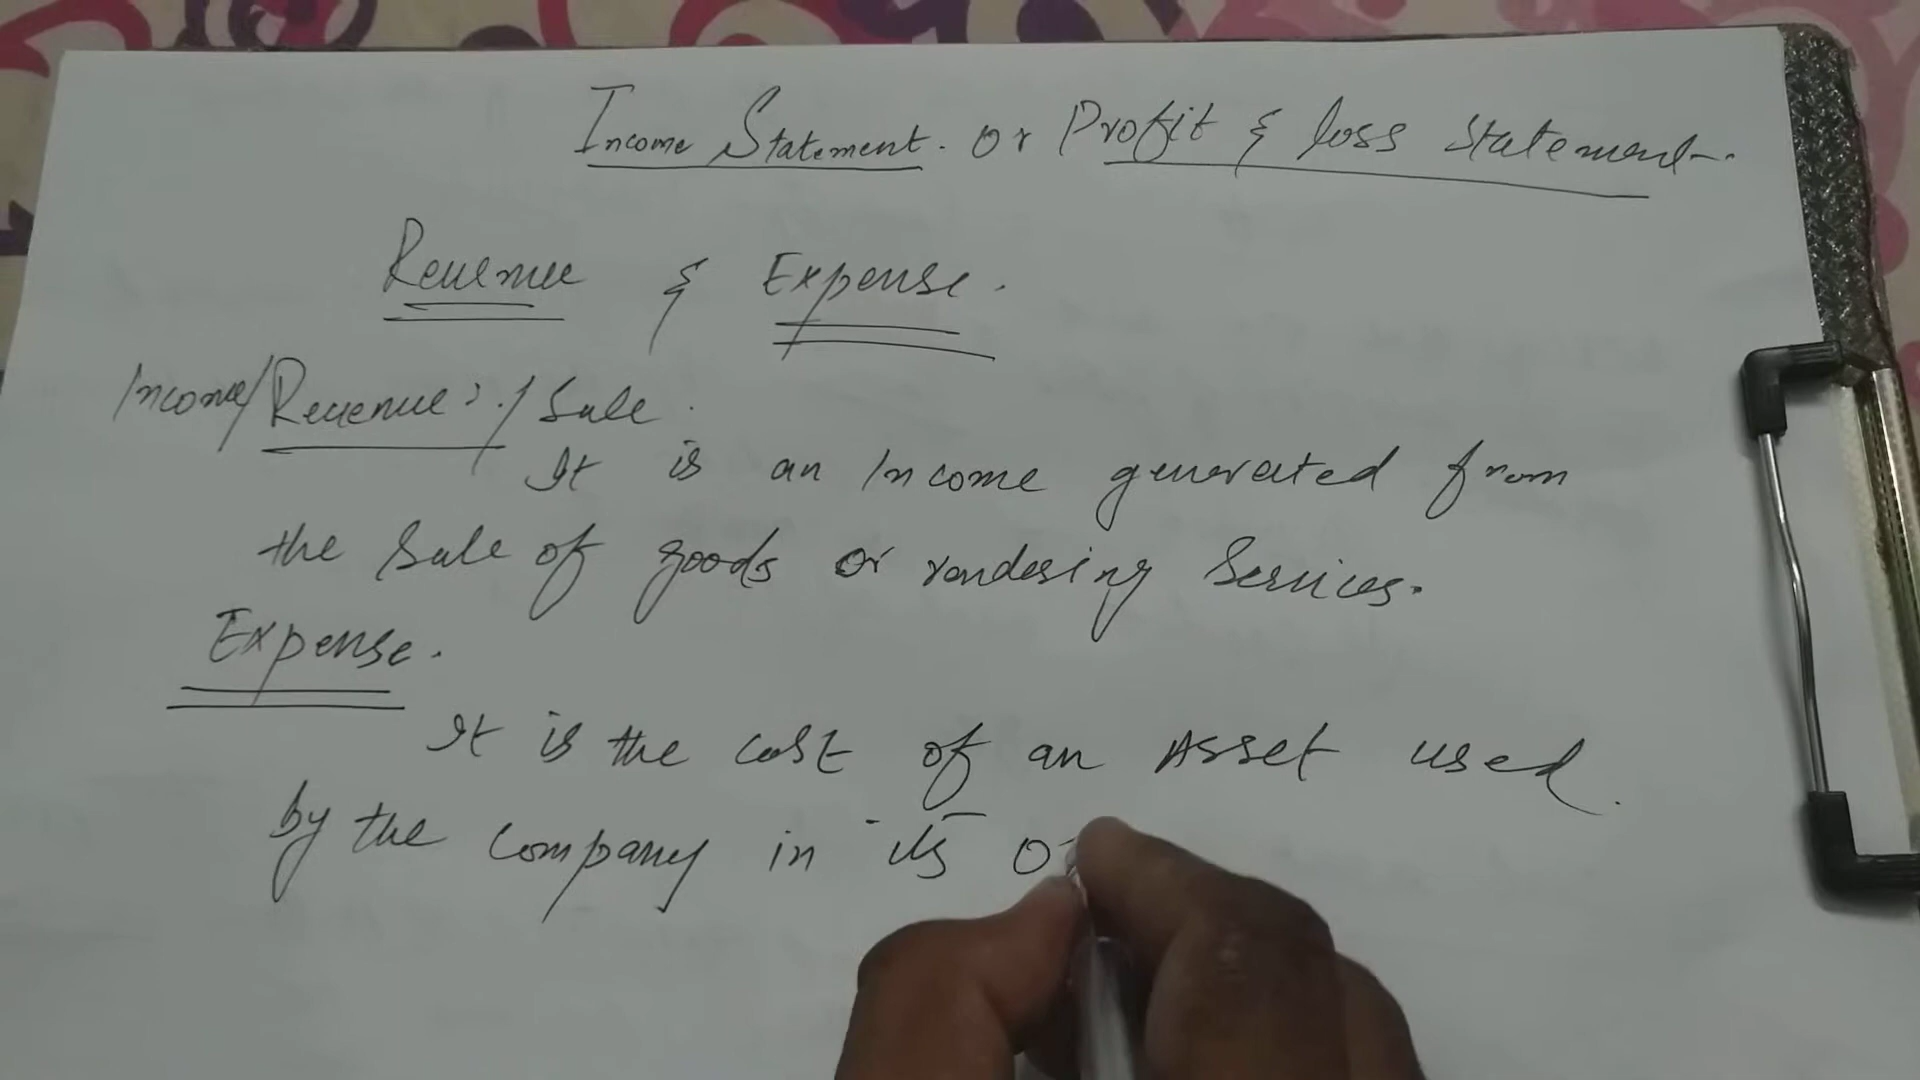 Income Statement. Or Profit & loss Statement.
Revenue & Expense.
Income/Revenue:./Sale.
It is an Income generated from
the Sale of goods or rendering Services.
Expense.
It is the cost of an Asset used
by the company in its